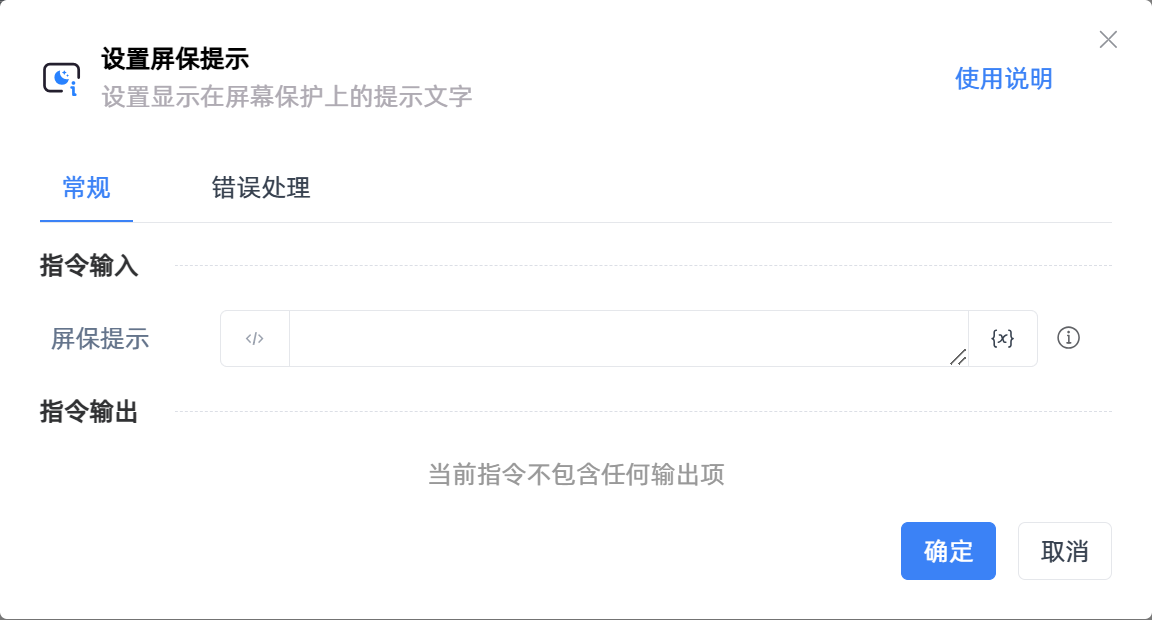 设置屏保提示
设置显示在屏幕保护上的提示文字
使用说明
常规
错误处理
指令输入
屏保提示
</>
{x}
指令输出
当前指令不包含任何输出项
确定
取消